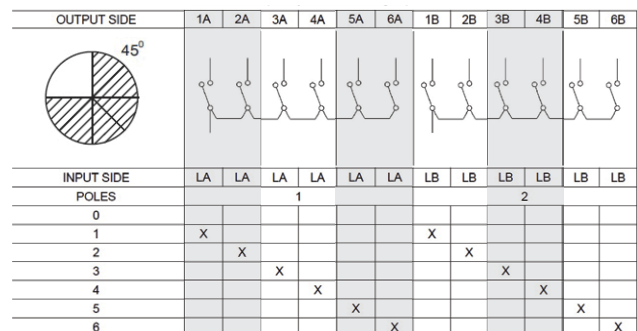 OUTPUT SIDE 1A 2A 3A 4A 5A 6A 1B 2B 3B 4B 5B 6B
45°
INPUT SIDE LA LA LA LA LA LA LB LB LB LB LB LB
POLES 1 2
0
1 X X
2 X X
3 X X
4 X X
5 X X
6 X X